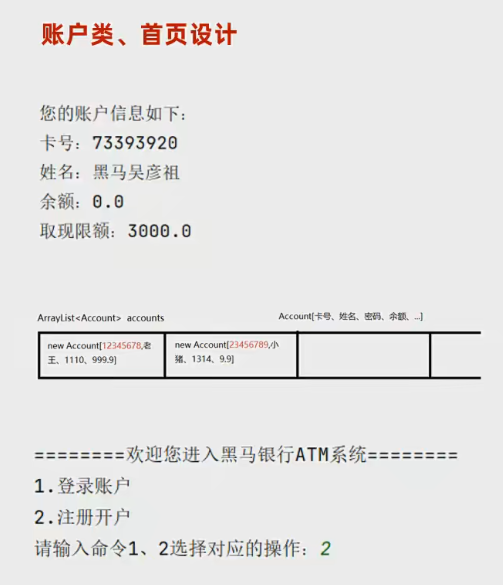 账户类、首页设计
您的账户信息如下：
卡号：73393920
姓名：黑马吴彦祖
余额：0.0
取现限额：3000.0
ArrayList<Account> accounts
Account[卡号、姓名、密码、余额、...]
new Account[12345678,老
王、1110、999.9]
new Account[23456789,小
猪、1314、9.9]
========欢迎您进入黑马银行ATM系统========
1.登录账户
2.注册开户
请输入命令1、2选择对应的操作：2